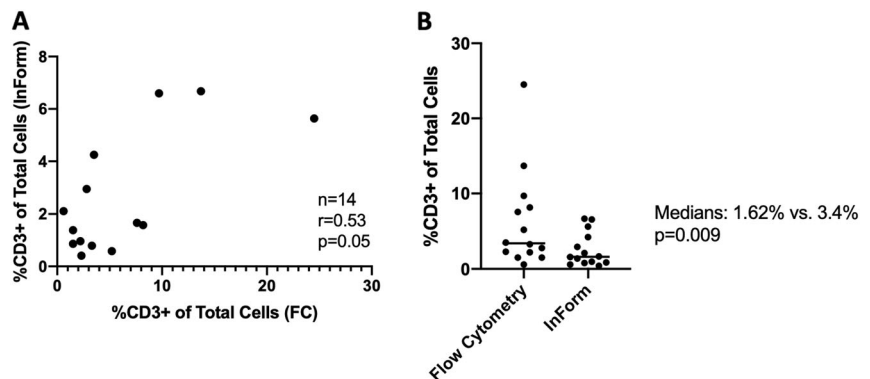 A
%CD3+ of Total Cells (InForm)
8
6
4
2
0
0
10
20
30
n=14
r=0.53
p=0.05
%CD3+ of Total Cells (FC)
B
%CD3+ of Total Cells
30
20
10
0
Flow Cytometry
InForm
Medians: 1.62% vs. 3.4%
p=0.009